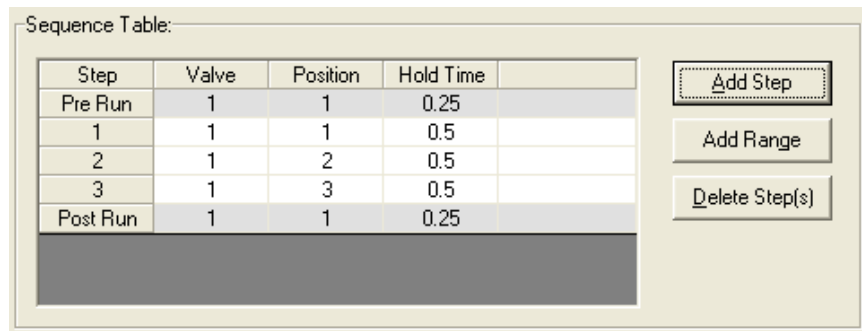 Sequence Table:
Step Valve Position Hold Time
Pre Run 1 1 0.25
1 1 1 0.5
2 1 2 0.5
3 1 3 0.5
Post Run 1 1 0.25
Add Step
Add Range
Delete Step(s)